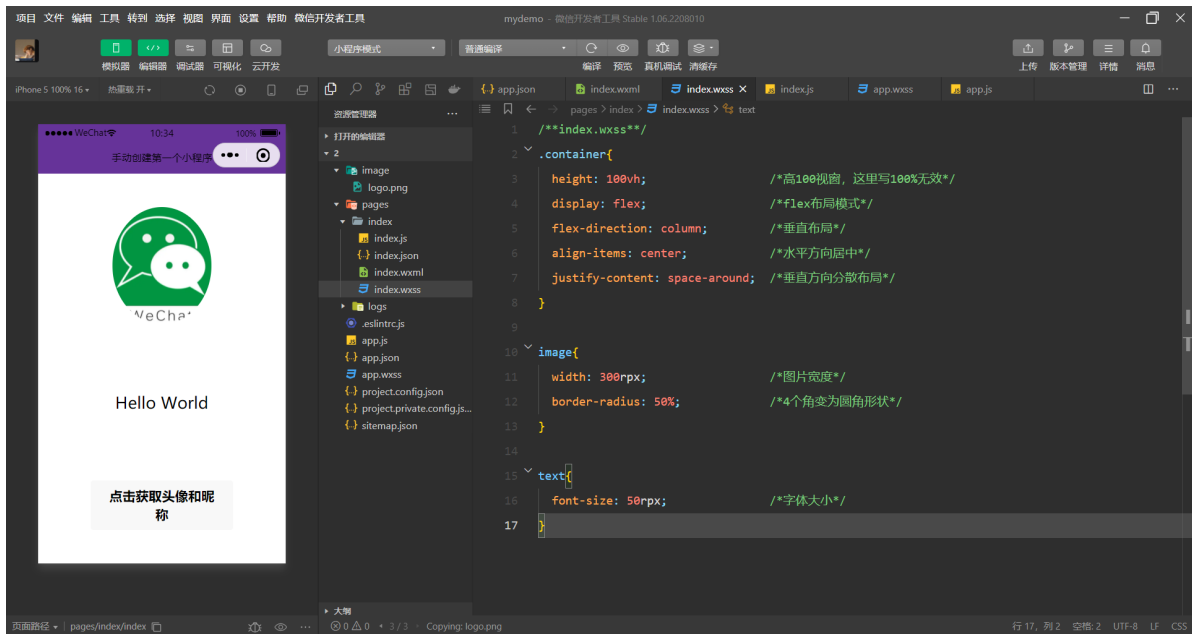 项目 文件 编辑 工具 转到 选择 视图 界面 设置 帮助 微信开发者工具
mydemo - 微信开发者工具 Stable 1.06.2208010
模拟器 编辑器 调试器 可视化 云开发
小程序模式 普通编译
编译 预览 真机调试 清缓存
上传 版本管理 详情 消息
iPhone 5 100% 16 热重载 开
WeChat 10:34 100%
手动创建第一个小程序
WeChat
Hello World
点击获取头像和昵
称
页面路径 pages/index/index
资源管理器 ...
打开的编辑器
2
image
logo.png
pages
index
index.js
{..} index.json
index.wxml
index.wxss
logs
.eslintrc.js
app.js
{..} app.json
app.wxss
{..} project.config.json
{..} project.private.config.js...
{..} sitemap.json
大纲
0 0 3 / 3 Copying: logo.png
{..} app.json index.wxml index.wxss index.js app.wxss app.js
pages > index > index.wxss > text
1 /**index.wxss**/
2 .container{
3 height: 100vh; /*高100视窗，这里写100%无效*/
4 display: flex; /*flex布局模式*/
5 flex-direction: column; /*垂直布局*/
6 align-items: center; /*水平方向居中*/
7 justify-content: space-around; /*垂直方向分散布局*/
8 }
9
10 image{
11 width: 300rpx; /*图片宽度*/
12 border-radius: 50%; /*4个角变为圆角形状*/
13 }
14
15 text{
16 font-size: 50rpx; /*字体大小*/
17 }
行 17，列 2 空格: 2 UTF-8 LF CSS